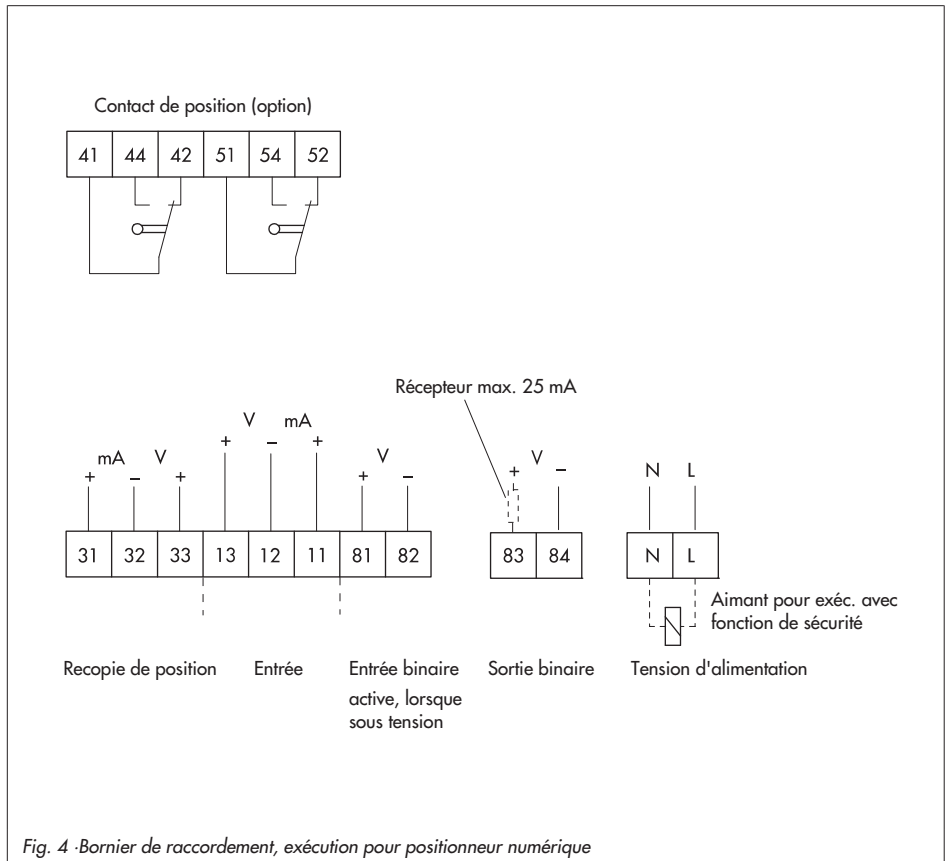 Contact de position (option)
41 44 42 51 54 52
Récepteur max. 25 mA
+ mA – V +
+ V – mA +
+ V –
+ V –
N L
31 32 33 13 12 11 81 82
83 84
N L
Aimant pour exéc. avec
fonction de sécurité
Recopie de position
Entrée
Entrée binaire
active, lorsque
sous tension
Sortie binaire
Tension d'alimentation
Fig. 4 ·Bornier de raccordement, exécution pour positionneur numérique